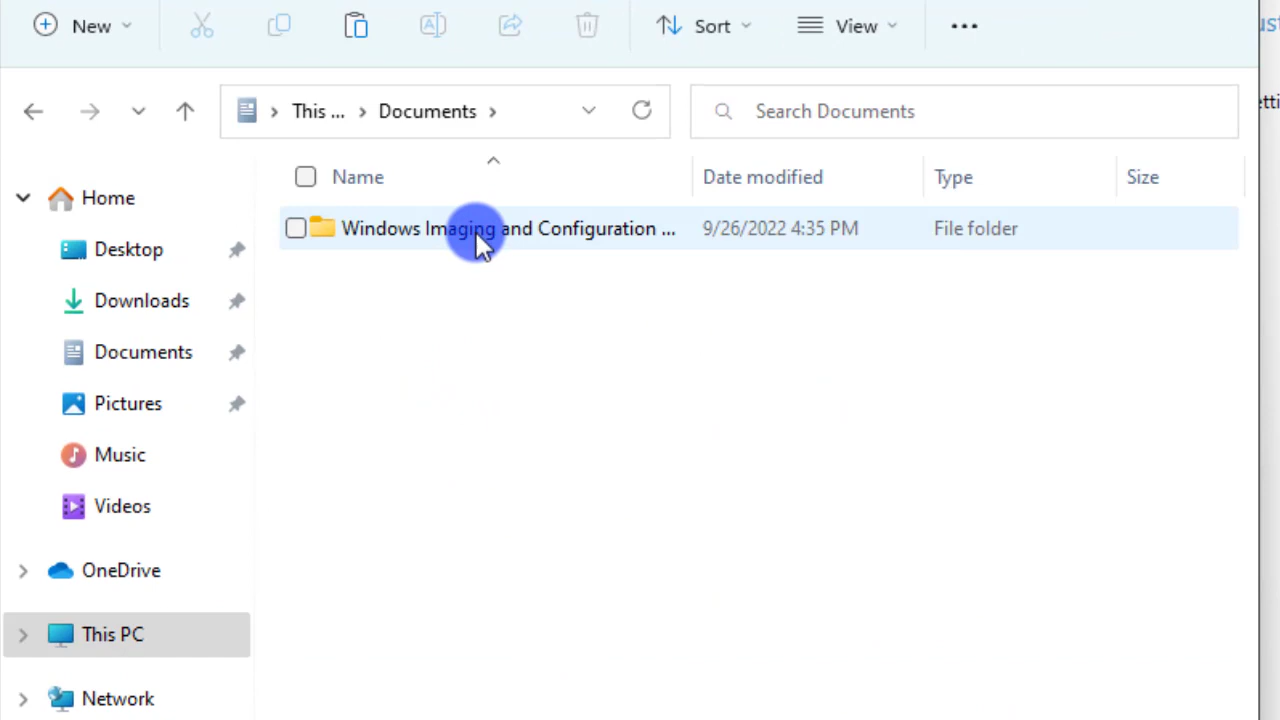 New
Sort
View
This ...
Documents
Search Documents
Name
Date modified
Type
Size
Home
Windows Imaging and Configuration ...
9/26/2022 4:35 PM
File folder
Desktop
Downloads
Documents
Pictures
Music
Videos
OneDrive
This PC
Network